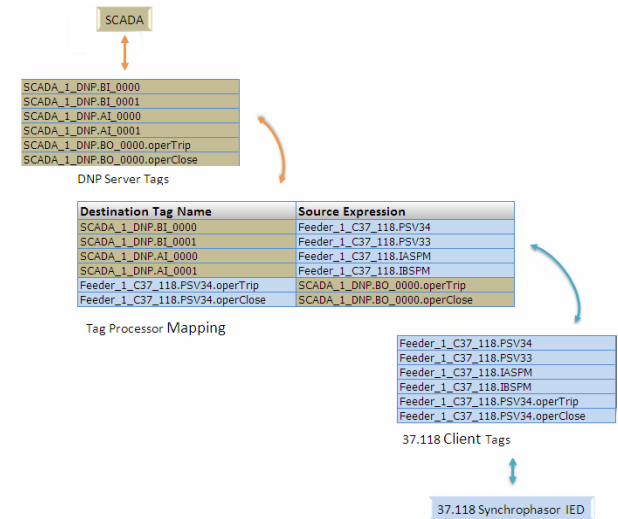 SCADA
SCADA_1_DNP.BI_0000
SCADA_1_DNP.BI_0001
SCADA_1_DNP.AI_0000
SCADA_1_DNP.AI_0001
SCADA_1_DNP.BO_0000.operTrip
SCADA_1_DNP.BO_0000.operClose
DNP Server Tags
Destination Tag Name Source Expression
SCADA_1_DNP.BI_0000 Feeder_1_C37_118.PSV34
SCADA_1_DNP.BI_0001 Feeder_1_C37_118.PSV33
SCADA_1_DNP.AI_0000 Feeder_1_C37_118.IASPM
SCADA_1_DNP.AI_0001 Feeder_1_C37_118.IBSPM
Feeder_1_C37_118.PSV34.operTrip SCADA_1_DNP.BO_0000.operTrip
Feeder_1_C37_118.PSV34.operClose SCADA_1_DNP.BO_0000.operClose
Tag Processor Mapping
Feeder_1_C37_118.PSV34
Feeder_1_C37_118.PSV33
Feeder_1_C37_118.IASPM
Feeder_1_C37_118.IBSPM
Feeder_1_C37_118.PSV34.operTrip
Feeder_1_C37_118.PSV34.operClose
37.118 Client Tags
37.118 Synchrophasor IED